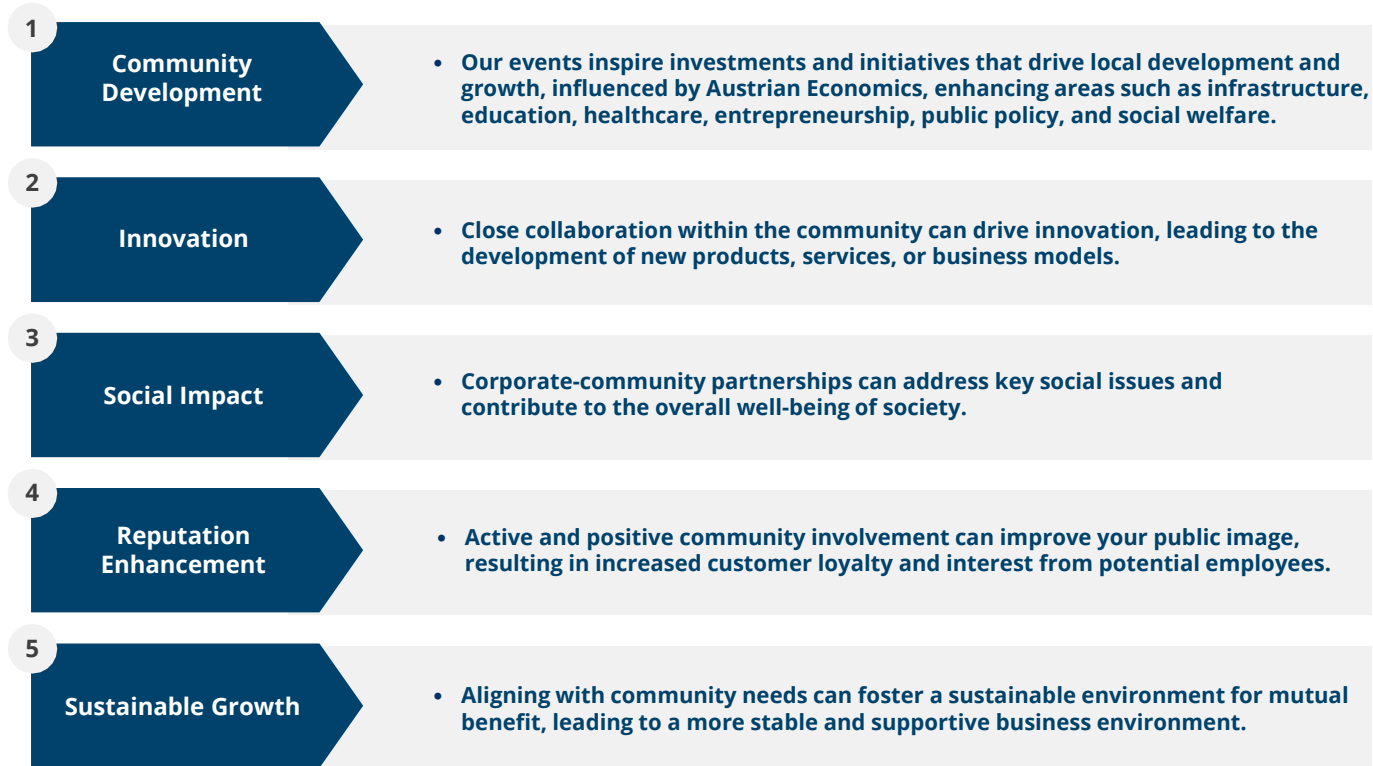 1
Community
Development
• Our events inspire investments and initiatives that drive local development and
growth, influenced by Austrian Economics, enhancing areas such as infrastructure,
education, healthcare, entrepreneurship, public policy, and social welfare.
2
Innovation
• Close collaboration within the community can drive innovation, leading to the
development of new products, services, or business models.
3
Social Impact
• Corporate-community partnerships can address key social issues and
contribute to the overall well-being of society.
4
Reputation
Enhancement
• Active and positive community involvement can improve your public image,
resulting in increased customer loyalty and interest from potential employees.
5
Sustainable Growth
• Aligning with community needs can foster a sustainable environment for mutual
benefit, leading to a more stable and supportive business environment.